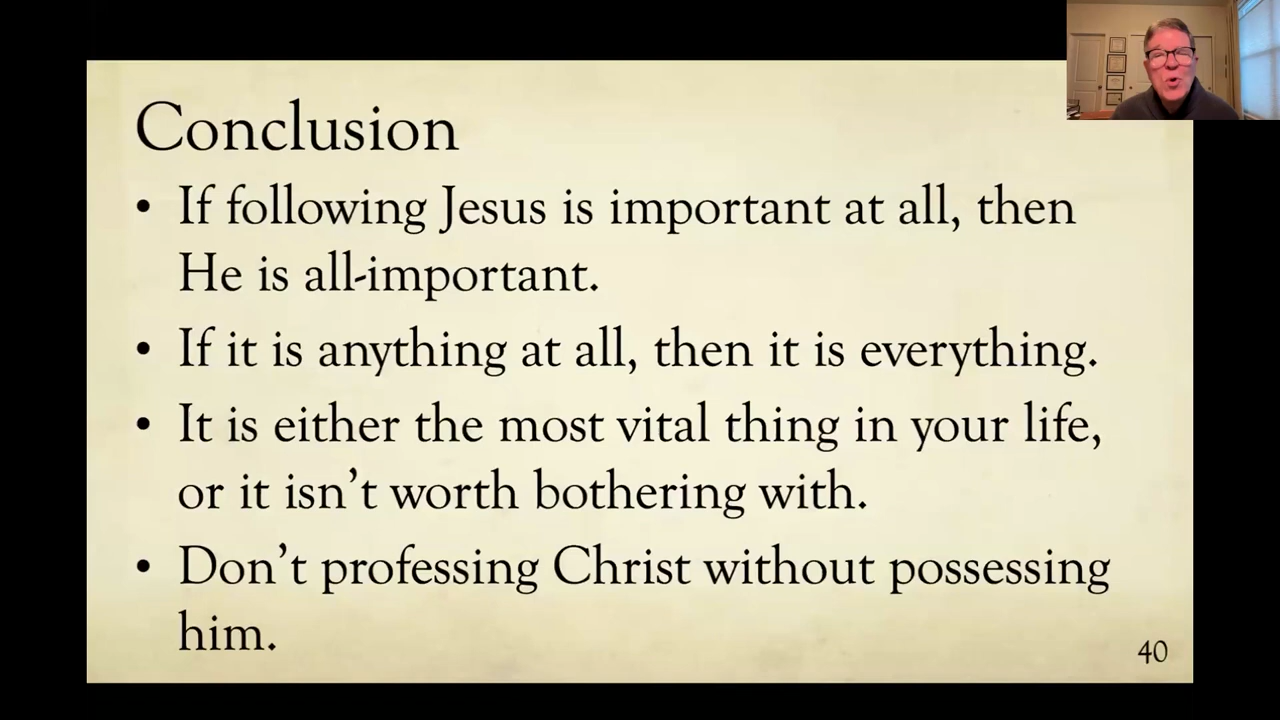 Conclusion
• If following Jesus is important at all, then
He is all-important.
• If it is anything at all, then it is everything.
• It is either the most vital thing in your life,
or it isn’t worth bothering with.
• Don’t professing Christ without possessing
him.
40